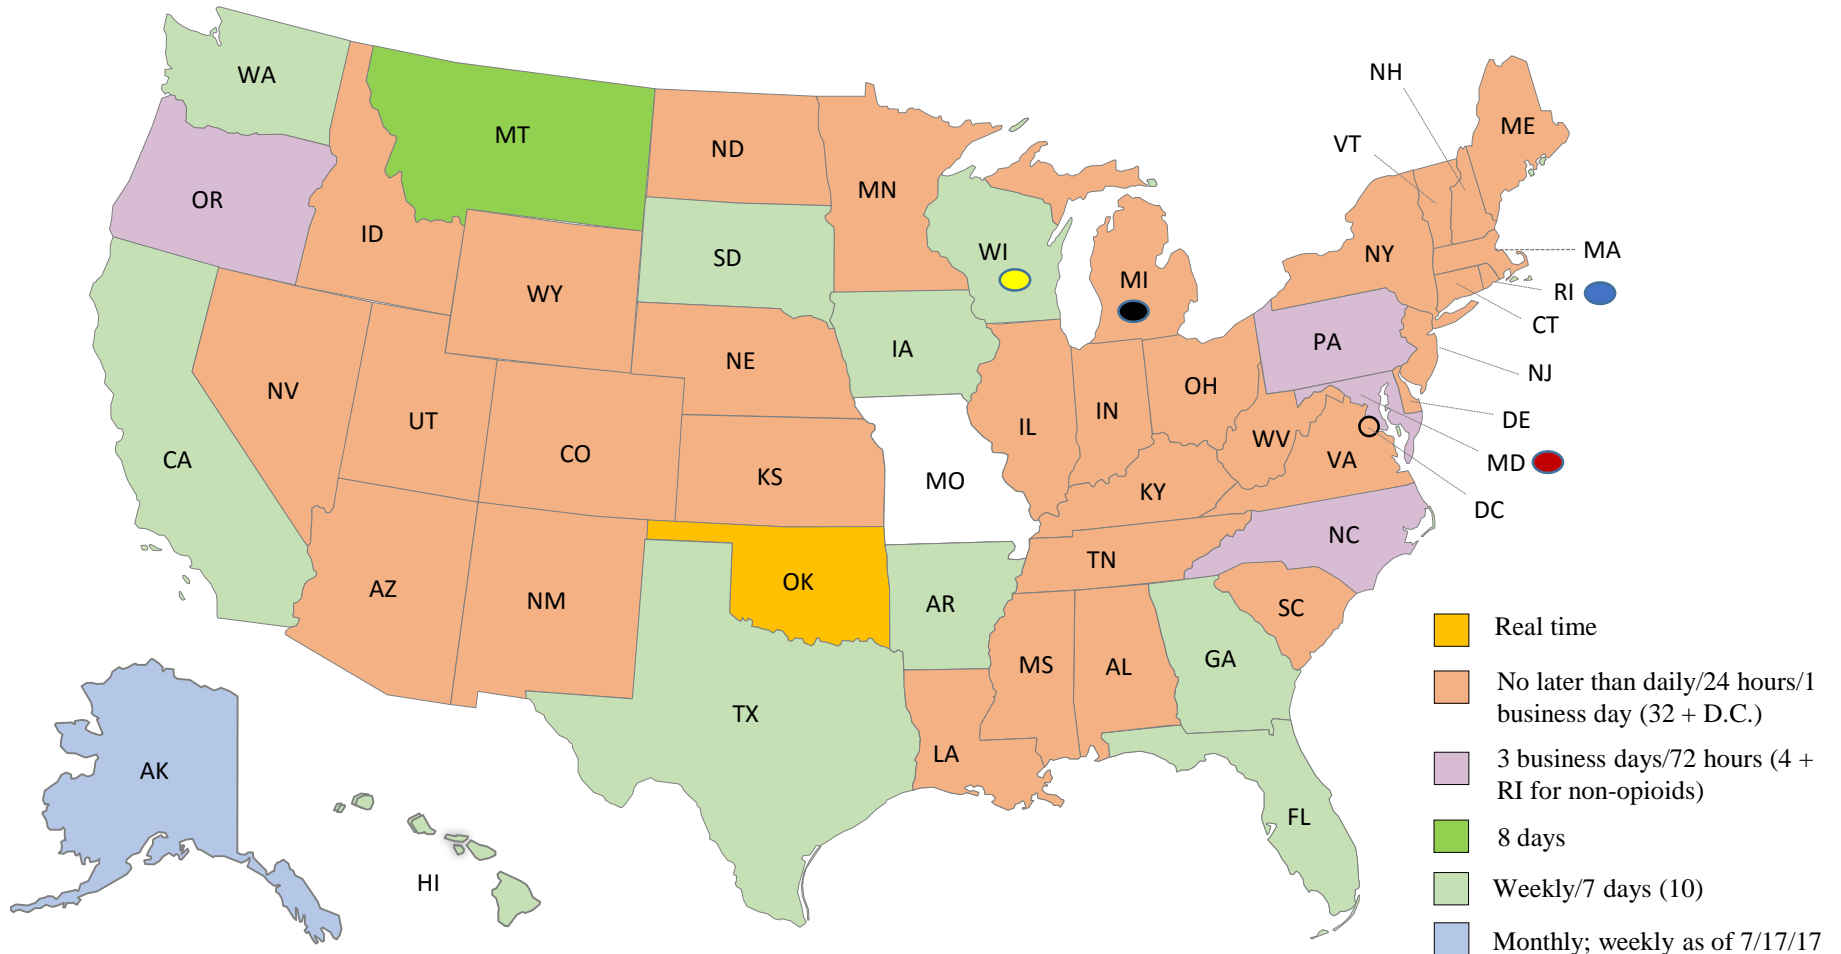 WA
MT
ND
MN
OR
ID
WY
SD
WI
MI
NH
VT
ME
NY
MA
RI
CT
PA
NJ
DE
MD
DC
NV
UT
CA
CO
NE
IA
KS
MO
IL
IN
OH
WV
VA
KY
NC
TN
AZ
NM
OK
AR
SC
MS
AL
GA
TX
LA
FL
AK
HI
Real time
No later than daily/24 hours/1
business day (32 + D.C.)
3 business days/72 hours (4 +
RI for non-opioids)
8 days
Weekly/7 days (10)
Monthly; weekly as of 7/17/17